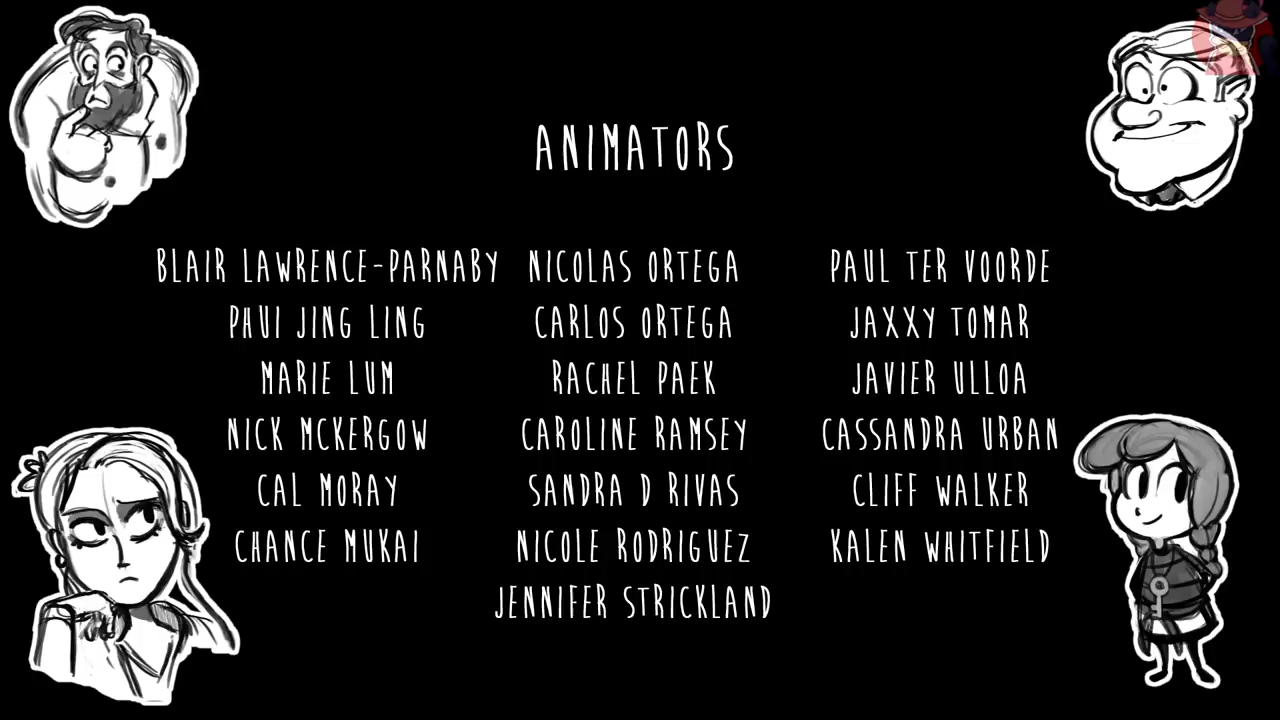 ANIMATORS
BLAIR LAWRENCE-PARNABY NICOLAS ORTEGA PAUL TER VOORDE
PHUI JING LING CARLOS ORTEGA JAXXY TOMAR
MARIE LUM RACHEL PAEK JAVIER ULLOA
NICK MCKERGOW CAROLINE RAMSEY CASSANDRA URBAN
CAL MORAY SANDRA D RIVAS CLIFF WALKER
CHANCE MUKAI NICOLE RODRIGUEZ KALEN WHITFIELD
JENNIFER STRICKLAND